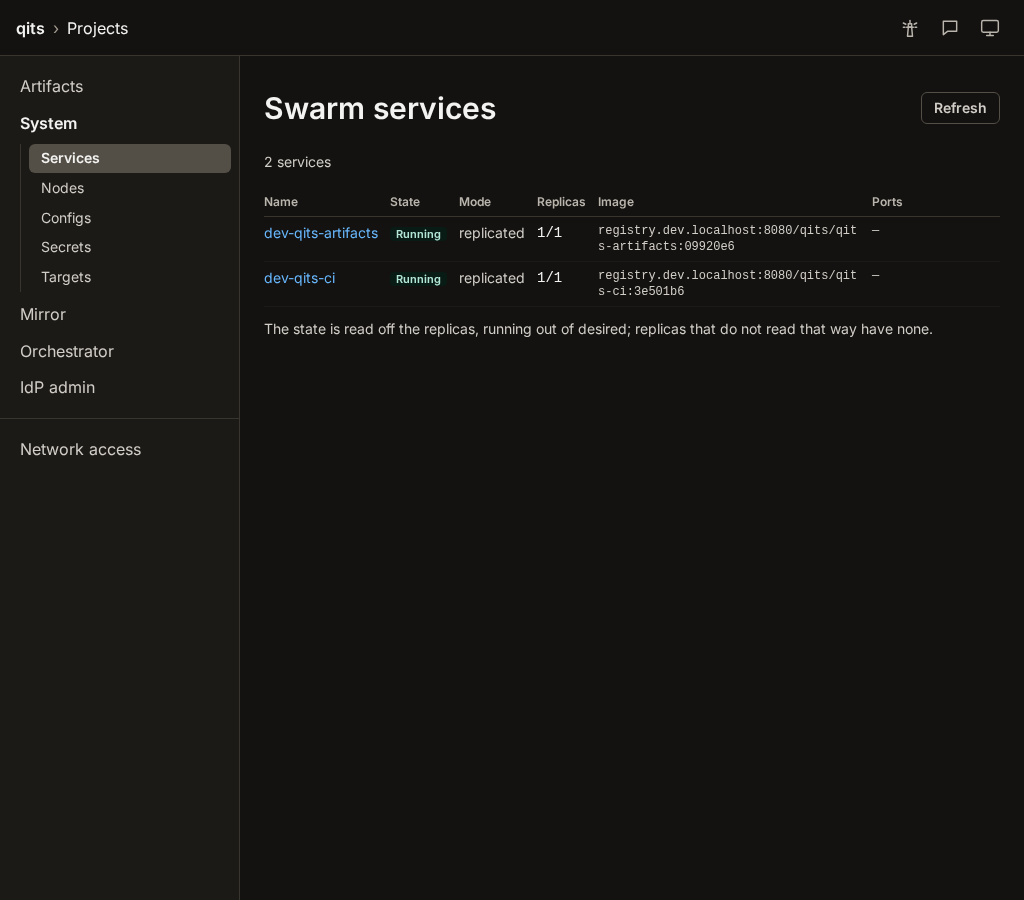 qits › Projects
Artifacts
System
Services
Nodes
Configs
Secrets
Targets
Mirror
Orchestrator
IdP admin
Network access
Swarm services
Refresh
2 services
Name State Mode Replicas Image Ports
dev-qits-artifacts Running replicated 1/1 registry.dev.localhost:8080/qits/qit —
s-artifacts:09920e6
dev-qits-ci Running replicated 1/1 registry.dev.localhost:8080/qits/qit —
s-ci:3e501b6
The state is read off the replicas, running out of desired; replicas that do not read that way have none.